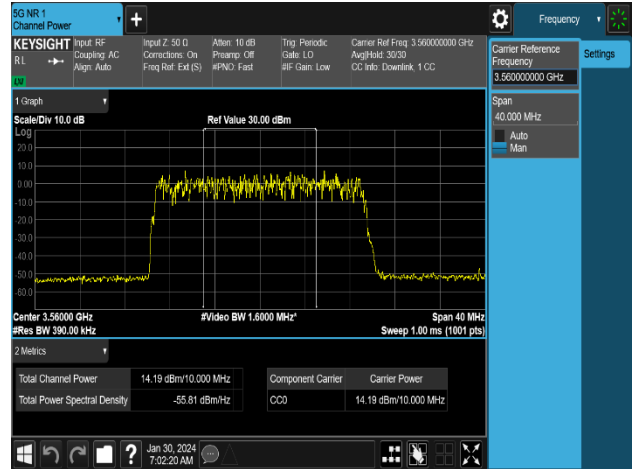 5G NR 1
Channel Power
+
Frequency
KEYSIGHT
RL
LXI
Input: RF
Coupling: AC
Align: Auto
Input Z: 50 Ω
Corrections: On
Freq Ref: Ext (S)
Atten: 10 dB
Preamp: Off
#PNO: Fast
Trig: Periodic
Gate: LO
#IF Gain: Low
Carrier Ref Freq: 3.560000000 GHz
Avg|Hold: 30/30
CC Info: Downlink, 1 CC
Carrier Reference
Frequency
3.560000000 GHz
Settings
Span
40.000 MHz
Auto
Man
1 Graph
Scale/Div 10.0 dB
Ref Value 30.00 dBm
Log
20.0
10.0
0.00
-10.0
-20.0
-30.0
-40.0
-50.0
-60.0
Center 3.56000 GHz
#Video BW 1.6000 MHz*
Span 40 MHz
#Res BW 390.00 kHz
Sweep 1.00 ms (1001 pts)
2 Metrics
Total Channel Power 14.19 dBm/10.000 MHz
Total Power Spectral Density -55.81 dBm/Hz
Component Carrier Carrier Power
CC0 14.19 dBm/10.000 MHz
?
Jan 30, 2024
7:02:20 AM